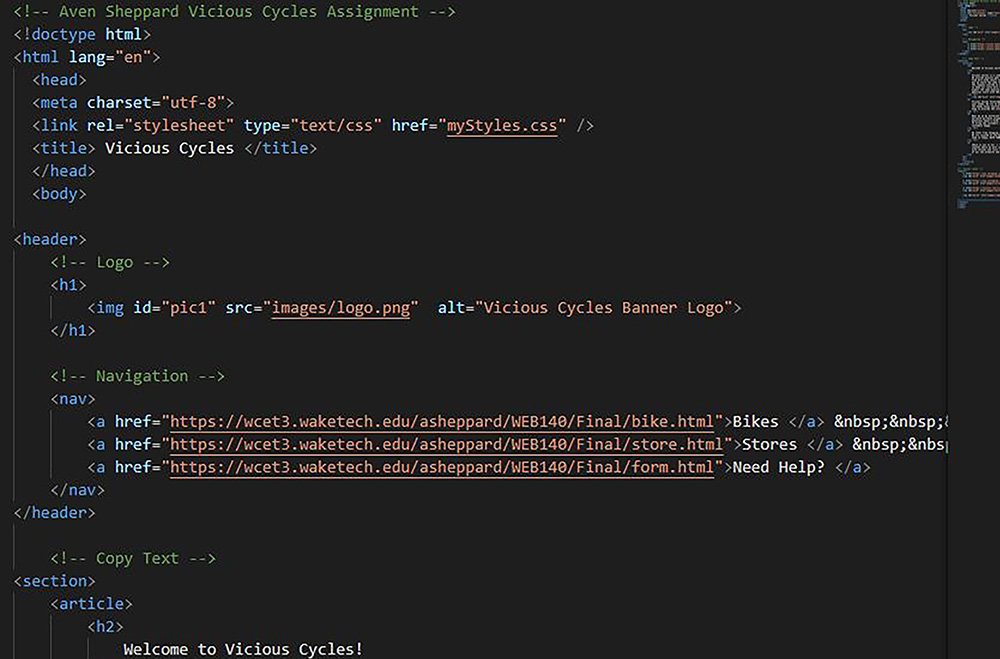 <!-- Aven Sheppard Vicious Cycles Assignment -->
<!doctype html>
<html lang="en">
<head>
<meta charset="utf-8">
<link rel="stylesheet" type="text/css" href="myStyles.css" />
<title> Vicious Cycles </title>
</head>
<body>
<header>
<!-- Logo -->
<h1>
<img id="pic1" src="images/logo.png"  alt="Vicious Cycles Banner Logo">
</h1>
<!-- Navigation -->
<nav>
<a href="https://wcet3.waketech.edu/asheppard/WEB140/Final/bike.html">Bikes </a> &nbsp;&nbsp;&
<a href="https://wcet3.waketech.edu/asheppard/WEB140/Final/store.html">Stores </a> &nbsp;&nbs
<a href="https://wcet3.waketech.edu/asheppard/WEB140/Final/form.html">Need Help? </a>
</nav>
</header>
<!-- Copy Text -->
<section>
<article>
<h2>
Welcome to Vicious Cycles!